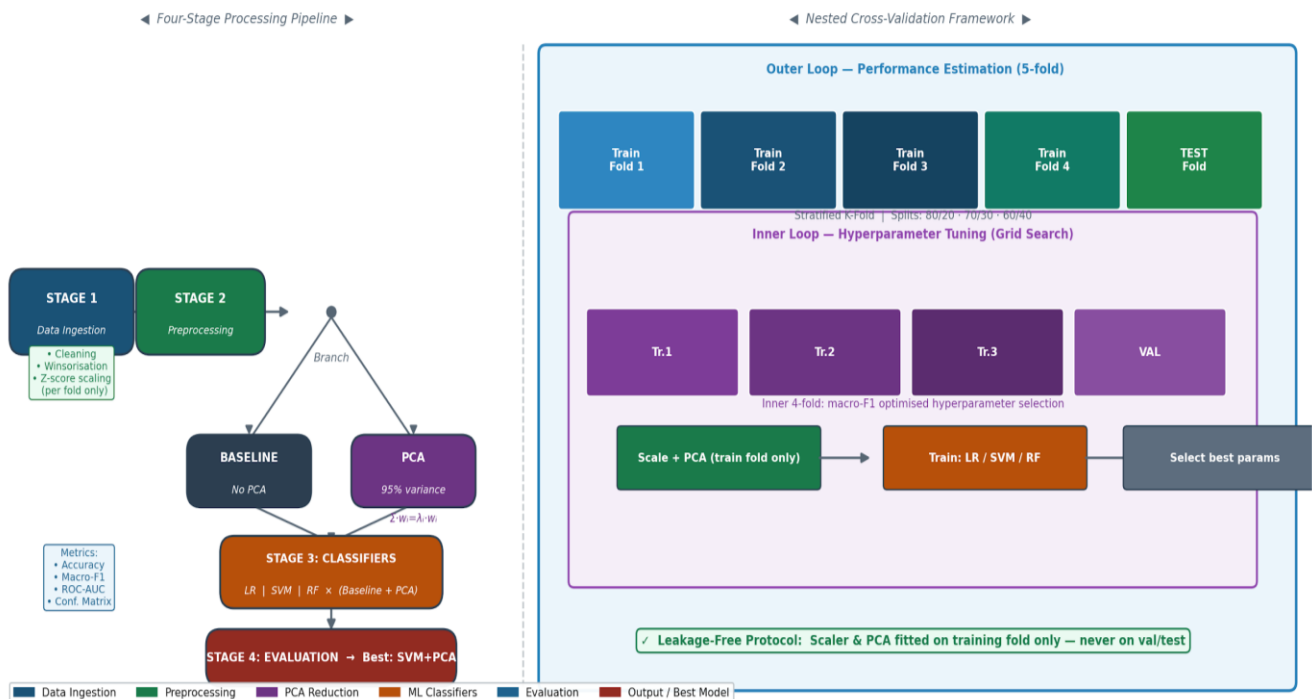 ◀ Four-Stage Processing Pipeline ▶
STAGE 1
Data Ingestion
• Cleaning
• Winsorisation
• Z-score scaling
(per fold only)
STAGE 2
Preprocessing
Branch
BASELINE
No PCA
PCA
95% variance
Σ·wᵢ=λᵢ·wᵢ
Metrics:
• Accuracy
• Macro-F1
• ROC-AUC
• Conf. Matrix
STAGE 3: CLASSIFIERS
LR | SVM | RF × (Baseline + PCA)
STAGE 4: EVALUATION → Best: SVM+PCA
Data Ingestion
Preprocessing
PCA Reduction
ML Classifiers
Evaluation
Output / Best Model
◀ Nested Cross-Validation Framework ▶
Outer Loop — Performance Estimation (5-fold)
Train
Fold 1
Train
Fold 2
Train
Fold 3
Train
Fold 4
TEST
Fold
Stratified K-Fold | Splits: 80/20 · 70/30 · 60/40
Inner Loop — Hyperparameter Tuning (Grid Search)
Tr.1
Tr.2
Tr.3
VAL
Inner 4-fold: macro-F1 optimised hyperparameter selection
Scale + PCA (train fold only)
Train: LR / SVM / RF
Select best params
✓ Leakage-Free Protocol: Scaler & PCA fitted on training fold only — never on val/test